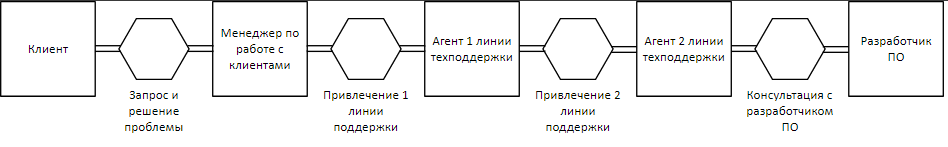 Клиент
Запрос и
решение
проблемы
Менеджер по
работе с
клиентами
Привлечение 1
линии
поддержки
Агент 1 линии
техподдержки
Привлечение 2
линии
поддержки
Агент 2 линии
техподдержки
Консультация с
разработчиком
ПО
Разработчик
ПО